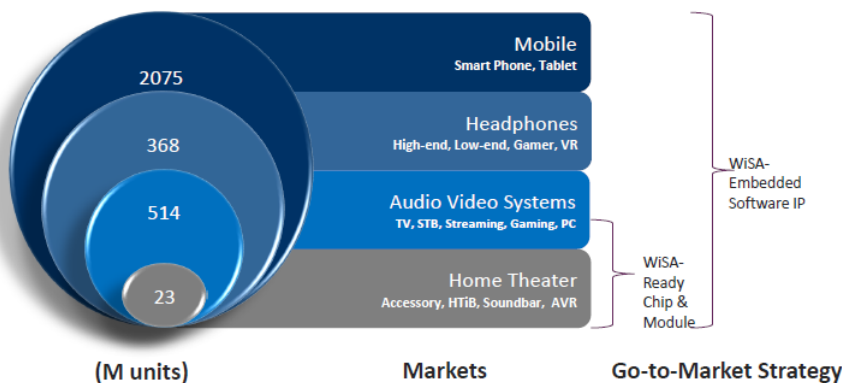 2075
Mobile
Smart Phone, Tablet
368
Headphones
High-end, Low-end, Gamer, VR
514
Audio Video Systems
TV, STB, Streaming, Gaming, PC
23
Home Theater
Accessory, HTiB, Soundbar, AVR
WiSA-
Ready
Chip &
Module
WiSA-
Embedded
Software IP
(M units)
Markets
Go-to-Market Strategy